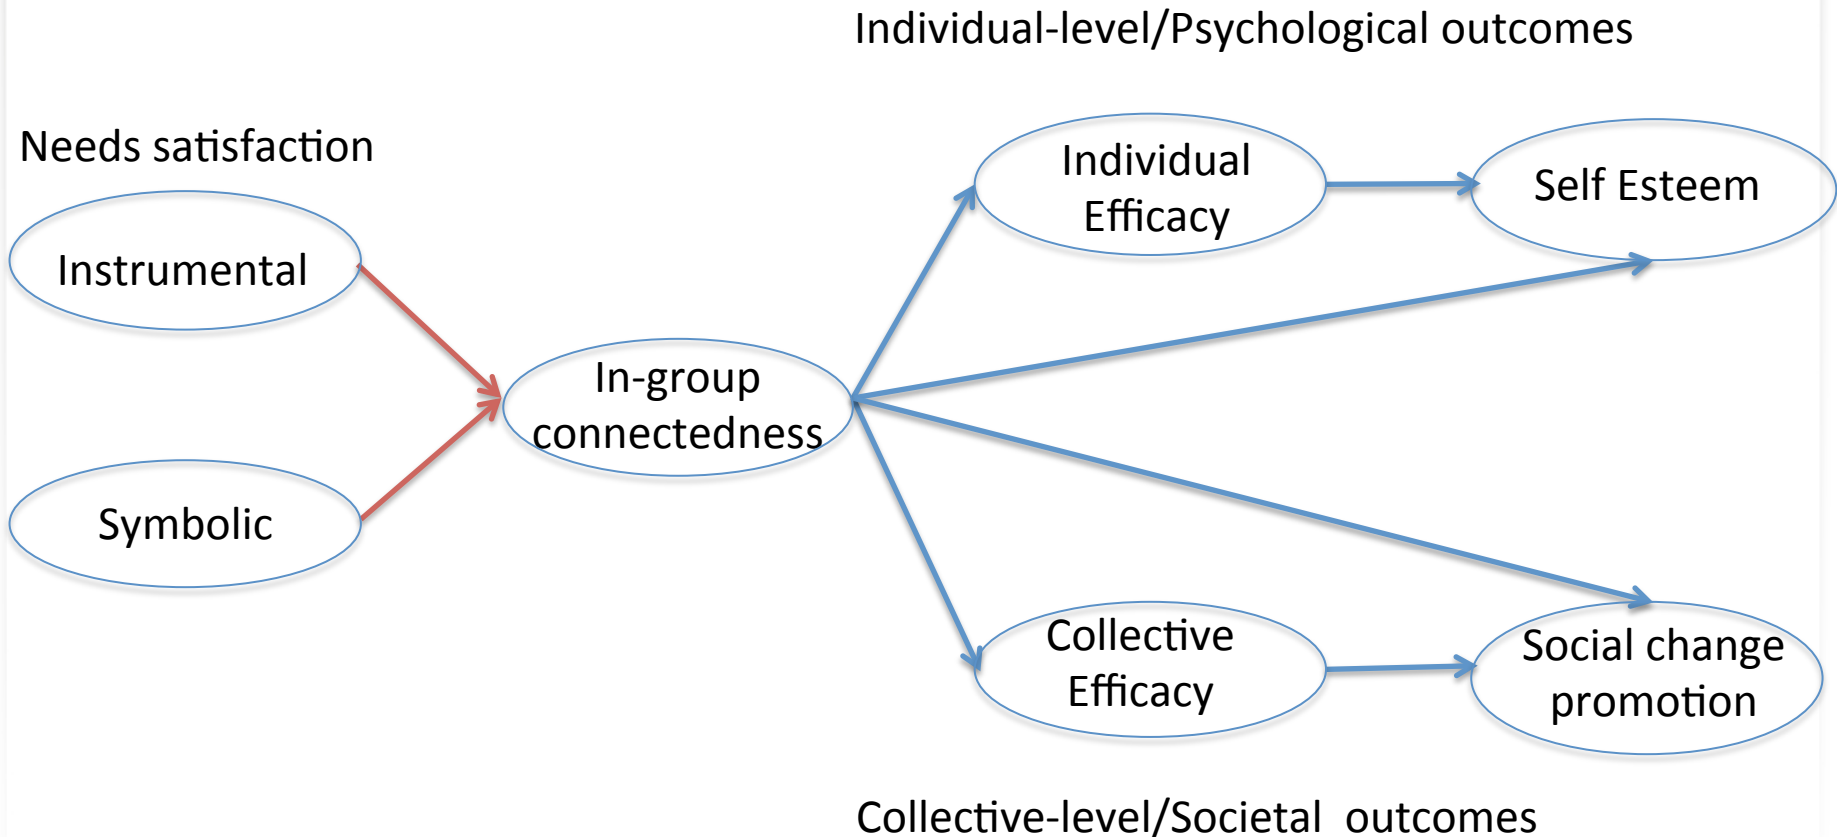 Individual-level/Psychological outcomes
Needs satisfaction
Instrumental
Symbolic
In-group
connectedness
Individual
Efficacy
Self Esteem
Collective
Efficacy
Social change
promotion
Collective-level/Societal outcomes